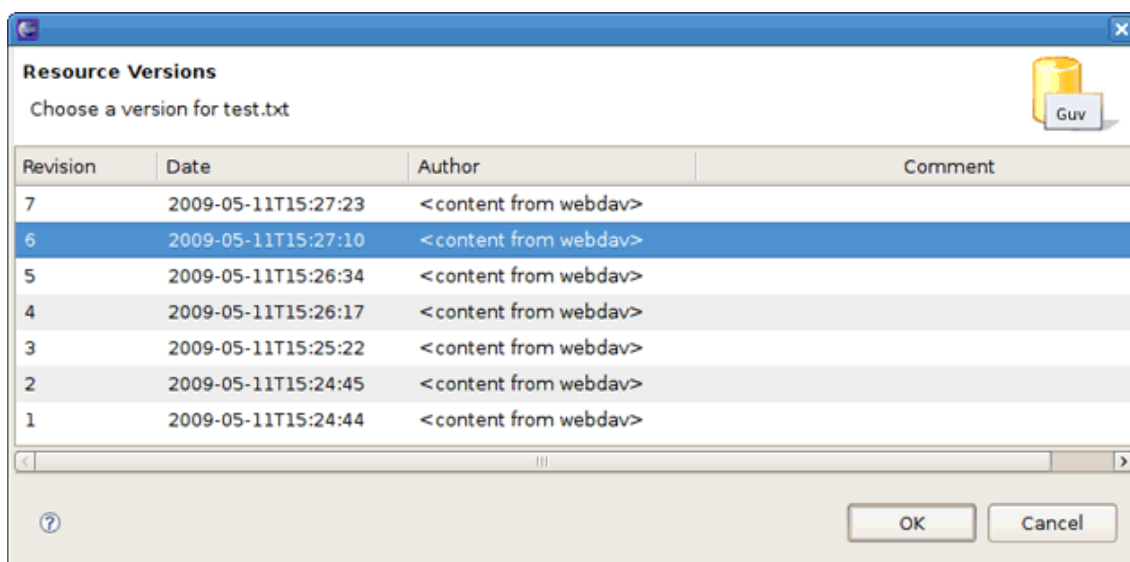 Resource Versions
Choose a version for test.txt
Guv
Revision Date Author Comment
7 2009-05-11T15:27:23 <content from webdav>
6 2009-05-11T15:27:10 <content from webdav>
5 2009-05-11T15:26:34 <content from webdav>
4 2009-05-11T15:26:17 <content from webdav>
3 2009-05-11T15:25:22 <content from webdav>
2 2009-05-11T15:24:45 <content from webdav>
1 2009-05-11T15:24:44 <content from webdav>
? OK Cancel